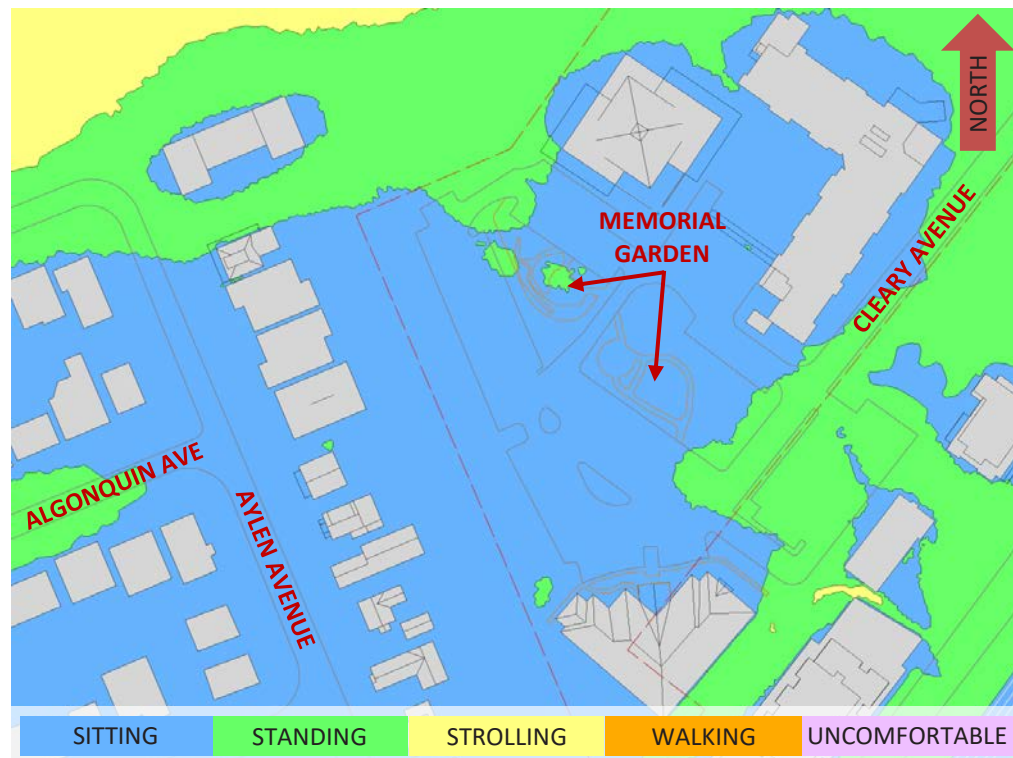 NORTH
MEMORIAL
GARDEN
CLEARY AVENUE
ALGONQUIN AVE
AYLEN AVENUE
SITTING
STANDING
STROLLING
WALKING
UNCOMFORTABLE